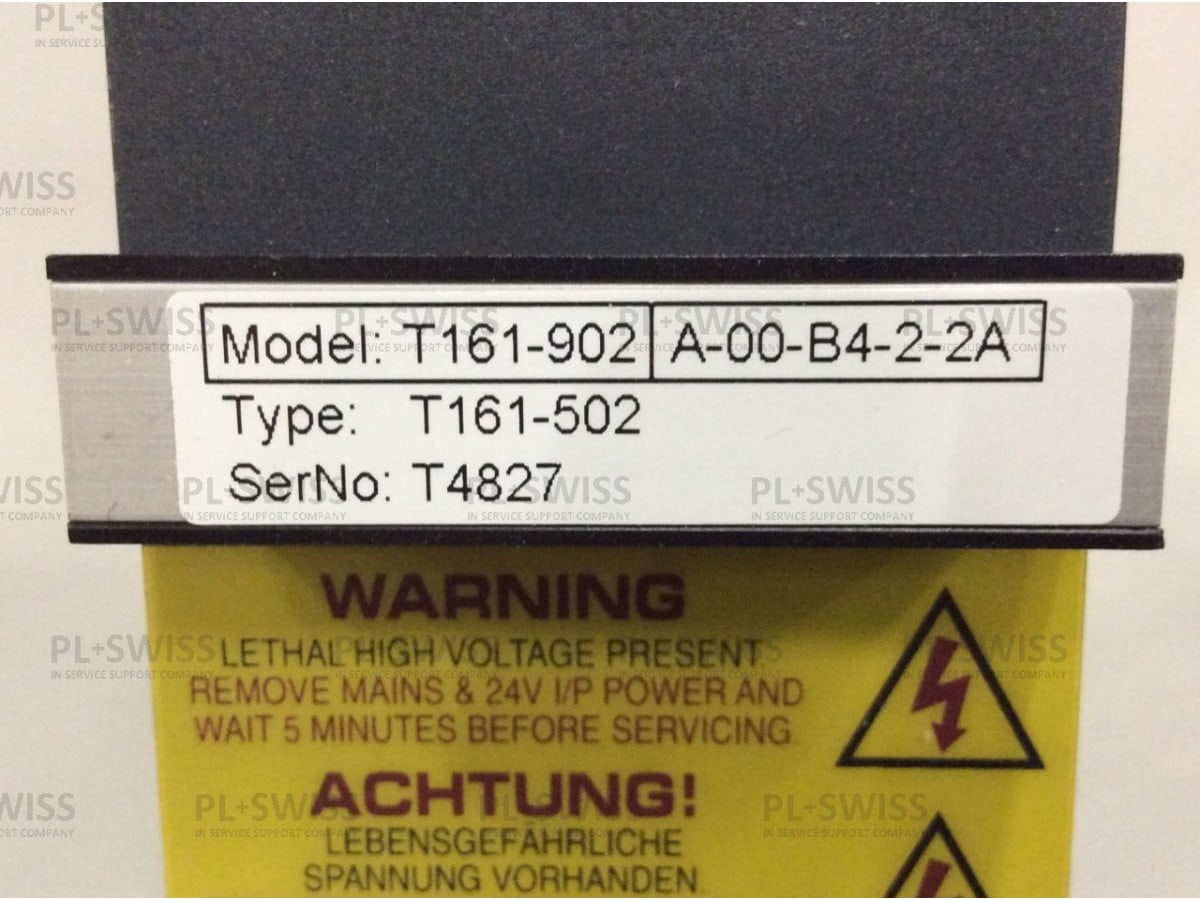 Model: T161-902 A-00-B4-2-2A
Type: T161-502
SerNo: T4827
WARNING
LETHAL HIGH VOLTAGE PRESENT.
REMOVE MAINS & 24V I/P POWER AND
WAIT 5 MINUTES BEFORE SERVICING.
ACHTUNG!
LEBENSGEFÄHRLICHE
SPANNUNG VORHANDEN.
PL+SWISS
IN SERVICE SUPPORT COMPANY